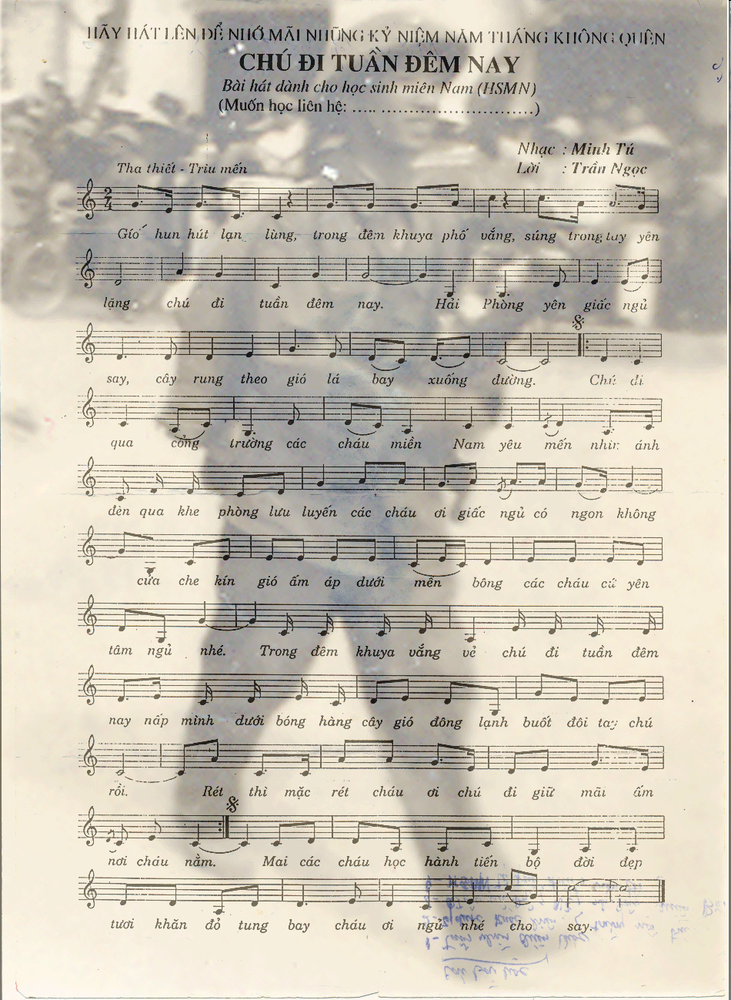 HÃY HÁT LÊN ĐỂ NHỚ MÃI NHỮNG KỶ NIỆM NĂM THÁNG KHÔNG QUÊN
CHÚ ĐI TUẦN ĐÊM NAY
Bài hát dành cho học sinh miên Nam (HSMN)
(Muốn học liên hệ: ..... ............................)
Nhạc : Minh Tú
Tha thiết - Triu mến
Lời : Trần Ngọc
2
4
Gió hun hút lạn lùng, trong đêm khuya phố vắng, súng trong tay yên
lặng chú đi tuần đêm nay. Hải Phòng yên giấc ngủ
say, cây rung theo gió lá bay xuống đường. Chú đi
qua cổng trường các cháu miền Nam yêu mến nhìn ánh
đèn qua khe phòng lưu luyến các cháu ơi giấc ngủ có ngon không
cửa che kín gió ấm áp dưới mền bông các cháu cứ yên
tâm ngủ nhé. Trong đêm khuya vắng vẻ chú đi tuần đêm
nay nấp mình dưới bóng hàng cây gió đông lạnh buốt đôi tay chú
rồi. Rét thì mặc rét cháu ơi chú đi giữ mãi ấm
nơi cháu nằm. Mai các cháu học hành tiến bộ đời đẹp
tươi khăn đỏ tung bay cháu ơi ngủ nhé cho say.